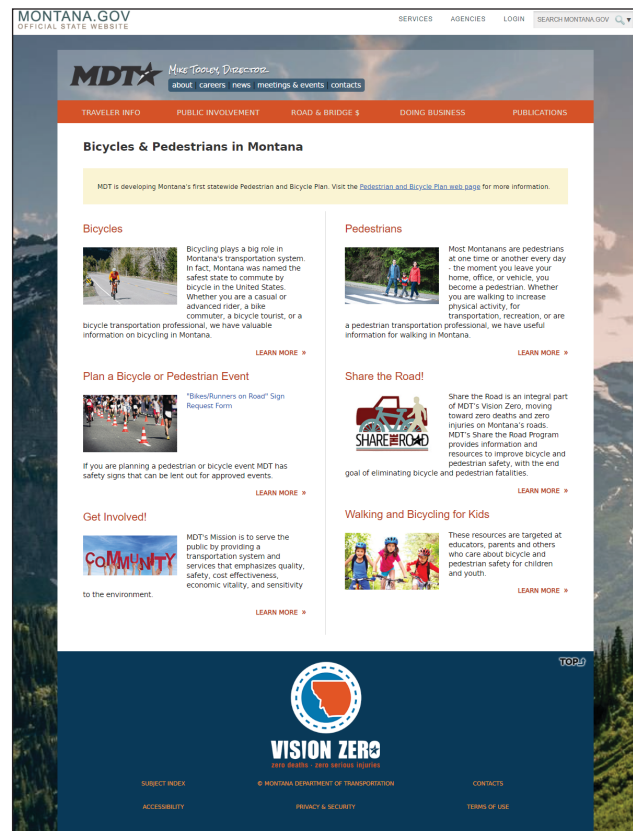 MONTANA.GOV
OFFICIAL STATE WEBSITE
SERVICES AGENCIES LOGIN SEARCH MONTANA.GOV
MDT
Mike Tooley, Director
about careers news meetings & events contacts
TRAVELER INFO PUBLIC INVOLVEMENT ROAD & BRIDGE $ DOING BUSINESS PUBLICATIONS
Bicycles & Pedestrians in Montana
MDT is developing Montana's first statewide Pedestrian and Bicycle Plan. Visit the Pedestrian and Bicycle Plan web page for more information.
Bicycles
Bicycling plays a big role in
Montana's transportation system.
In fact, Montana was named the
safest state to commute by
bicycle in the United States.
Whether you are a casual or
advanced rider, a bike
commuter, a bicycle tourist, or a
bicycle transportation professional, we have valuable
information on bicycling in Montana.
LEARN MORE »
Pedestrians
Most Montanans are pedestrians
at one time or another every day
- the moment you leave your
home, office, or vehicle, you
become a pedestrian. Whether
you are walking to increase
physical activity, for
transportation, recreation, or are
a pedestrian transportation professional, we have useful
information for walking in Montana.
LEARN MORE »
Plan a Bicycle or Pedestrian Event
"Bikes/Runners on Road" Sign
Request Form
If you are planning a pedestrian or bicycle event MDT has
safety signs that can be lent out for approved events.
LEARN MORE »
Share the Road!
SHARE THE ROAD
Share the Road is an integral part
of MDT's Vision Zero, moving
toward zero deaths and zero
injuries on Montana's roads.
MDT's Share the Road Program
provides information and
resources to improve bicycle and
pedestrian safety, with the end
goal of eliminating bicycle and pedestrian fatalities.
LEARN MORE »
Get Involved!
COMMUNITY
MDT's Mission is to serve the
public by providing a
transportation system and
services that emphasizes quality,
safety, cost effectiveness,
economic vitality, and sensitivity
to the environment.
LEARN MORE »
Walking and Bicycling for Kids
These resources are targeted at
educators, parents and others
who care about bicycle and
pedestrian safety for children
and youth.
LEARN MORE »
TOP
VISION ZERO
zero deaths - zero serious injuries
SUBJECT INDEX © MONTANA DEPARTMENT OF TRANSPORTATION CONTACTS
ACCESSIBILITY PRIVACY & SECURITY TERMS OF USE